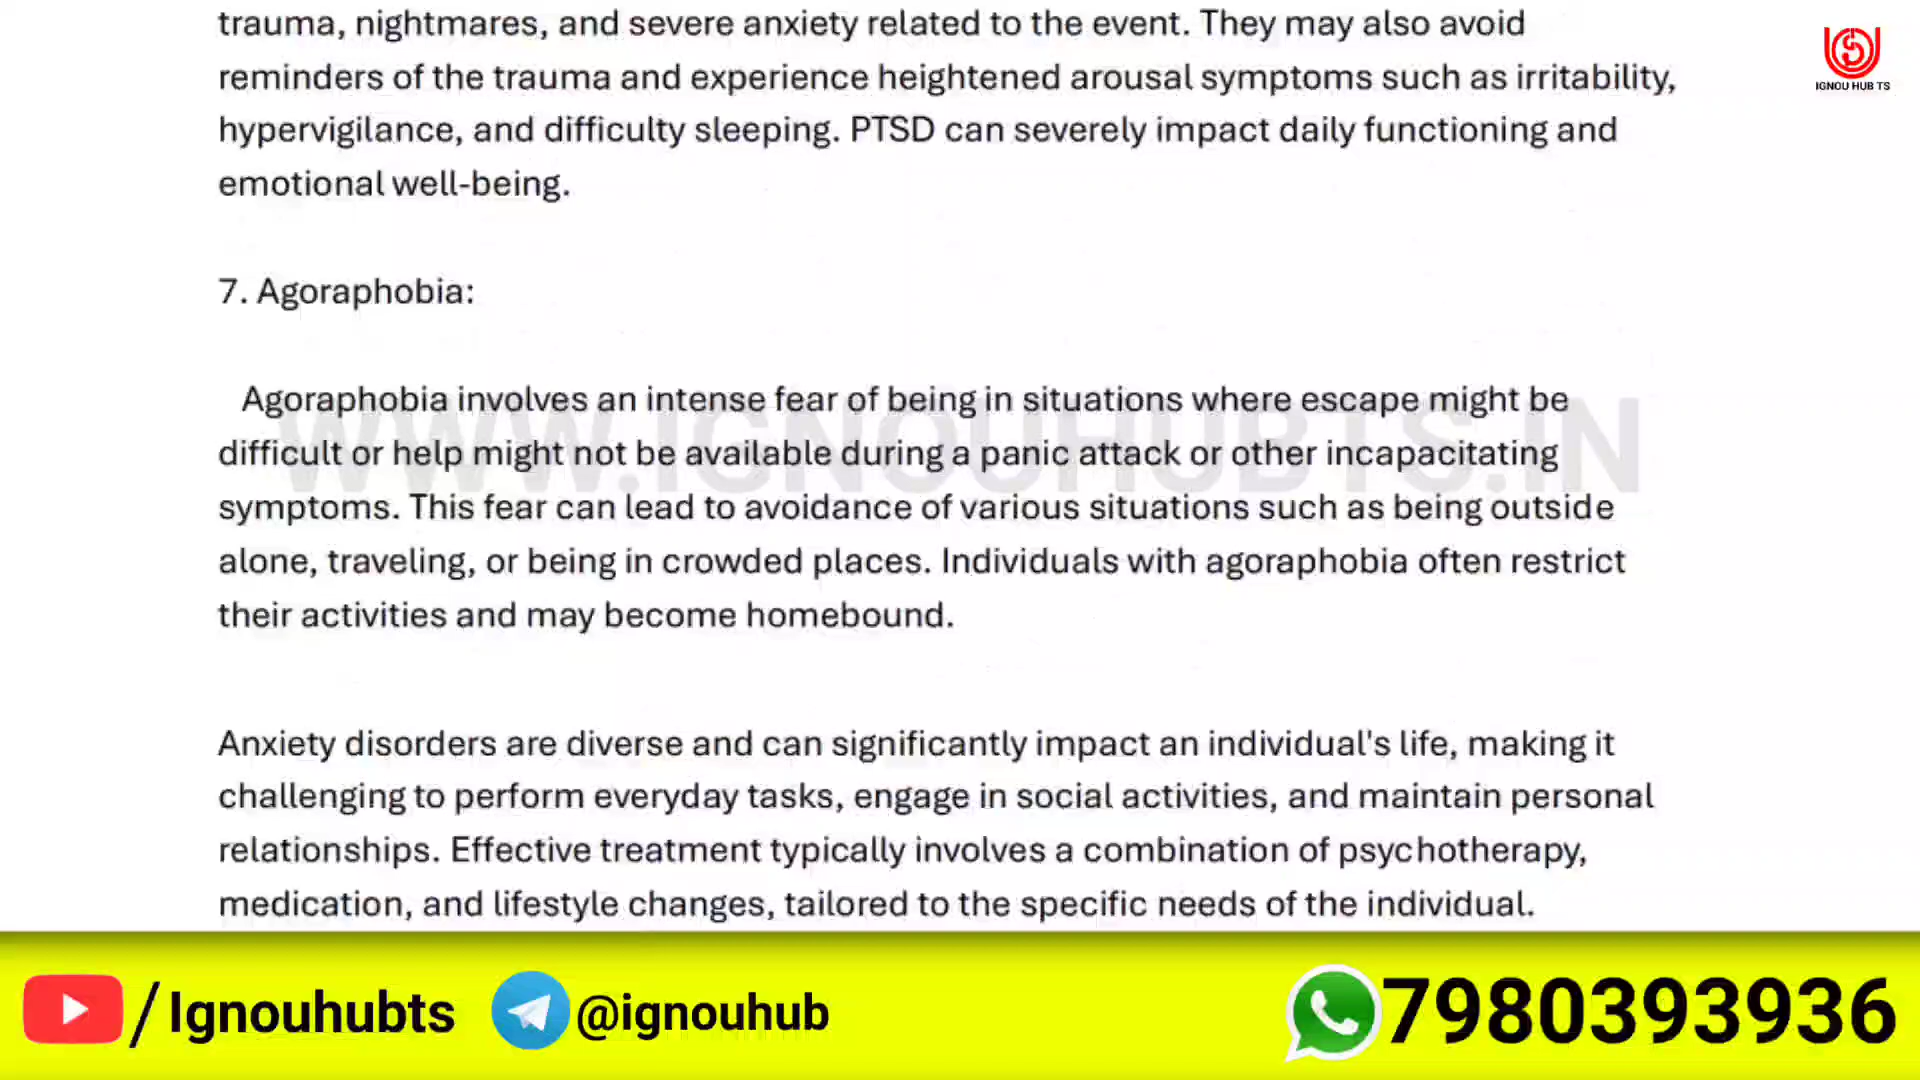 trauma, nightmares, and severe anxiety related to the event. They may also avoid
reminders of the trauma and experience heightened arousal symptoms such as irritability,
hypervigilance, and difficulty sleeping. PTSD can severely impact daily functioning and
emotional well-being.
IGNOU HUB TS
7. Agoraphobia:
Agoraphobia involves an intense fear of being in situations where escape might be
WWW.IGNOUHUBTS.IN
difficult or help might not be available during a panic attack or other incapacitating
symptoms. This fear can lead to avoidance of various situations such as being outside
alone, traveling, or being in crowded places. Individuals with agoraphobia often restrict
their activities and may become homebound.
Anxiety disorders are diverse and can significantly impact an individual's life, making it
challenging to perform everyday tasks, engage in social activities, and maintain personal
relationships. Effective treatment typically involves a combination of psychotherapy,
medication, and lifestyle changes, tailored to the specific needs of the individual.
/Ignouhubts @ignouhub 7980393936